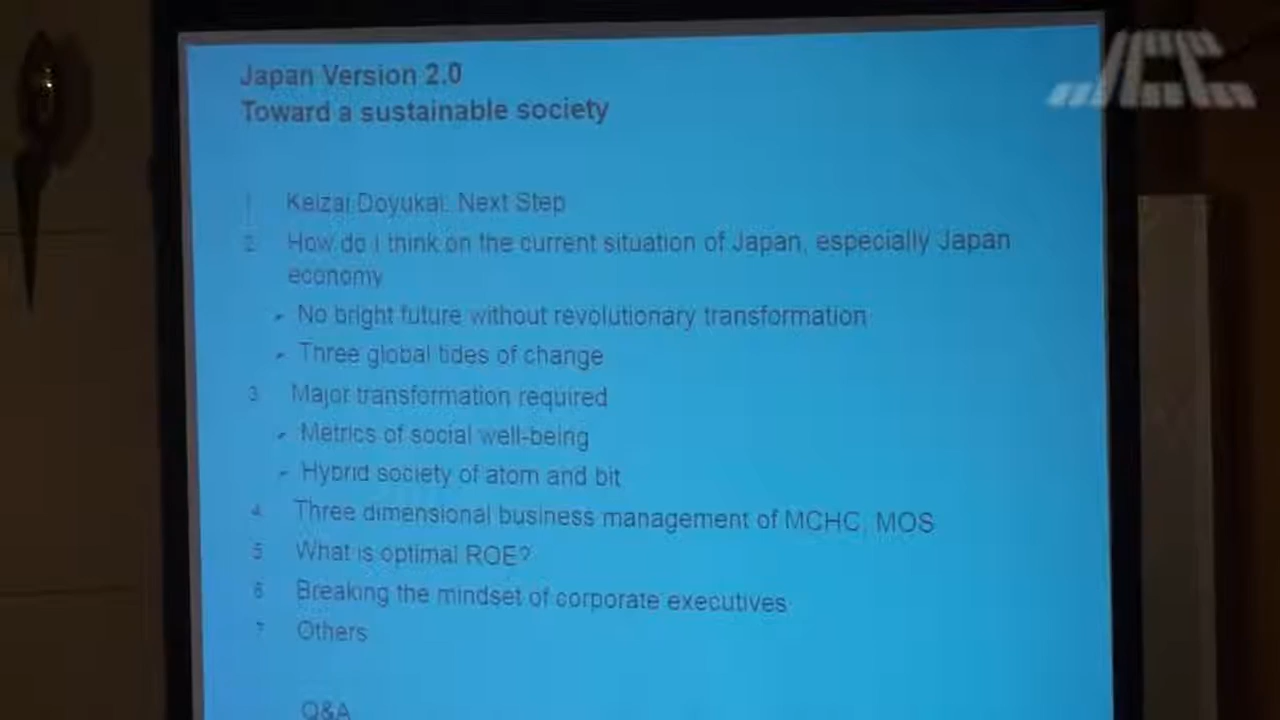 JCC
Japan Version 2.0
Toward a sustainable society
1 Keizai Doyukai: Next Step
2 How do I think on the current situation of Japan, especially Japan
economy
No bright future without revolutionary transformation
Three global tides of change
3 Major transformation required
Metrics of social well-being
Hybrid society of atom and bit
4 Three dimensional business management of MCHC, MOS
5 What is optimal ROE?
6 Breaking the mindset of corporate executives
7 Others
Q&A